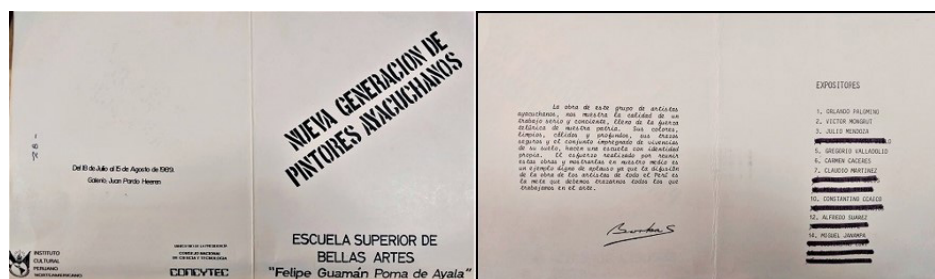 Del 18 de Julio al 15 de Agosto de 1989.
Galería Juan Pardo Heeren
INSTITUTO
CULTURAL
PERUANO
NORTEAMERICANO
CONSEJO NACIONAL
DE CIENCIA Y TECNOLOGIA
CONCYTEC
NUEVA GENERACION DE
PINTORES AYACUCHANOS
ESCUELA SUPERIOR DE
BELLAS ARTES
"Felipe Guamán Poma de Ayala"
La obra de este grupo de artistas
ayacuchanos, nos muestra la calidad de un
trabajo serio y conciente, lleno de la fuerza
telúrica de nuestra patria. Sus colores,
limpios, cálidos y profundos, sus trazos
seguros y el conjunto impregnado de vivencias
de su suelo, hacen una escuela con identidad
propia. El esfuerzo realizado por reunir
estas obras y mostrarlas en nuestro medio es
un ejemplo digno de aplauso ya que la difusión
de la obra de los artistas de todo el Perú es
la meta que debemos trazarnos todos los que
trabajamos en el arte.
EXPOSITORES
1. ORLANDO PALOMINO
2. VICTOR MONGRUT
3. JULIO MENDOZA
5. GREGORIO VALLADOLID
6. CARMEN CACERES
7. CLAUDIO MARTINEZ
10. CONSTANTINO CCAICO
12. ALFREDO SUAREZ
14. MIGUEL JANAMPA